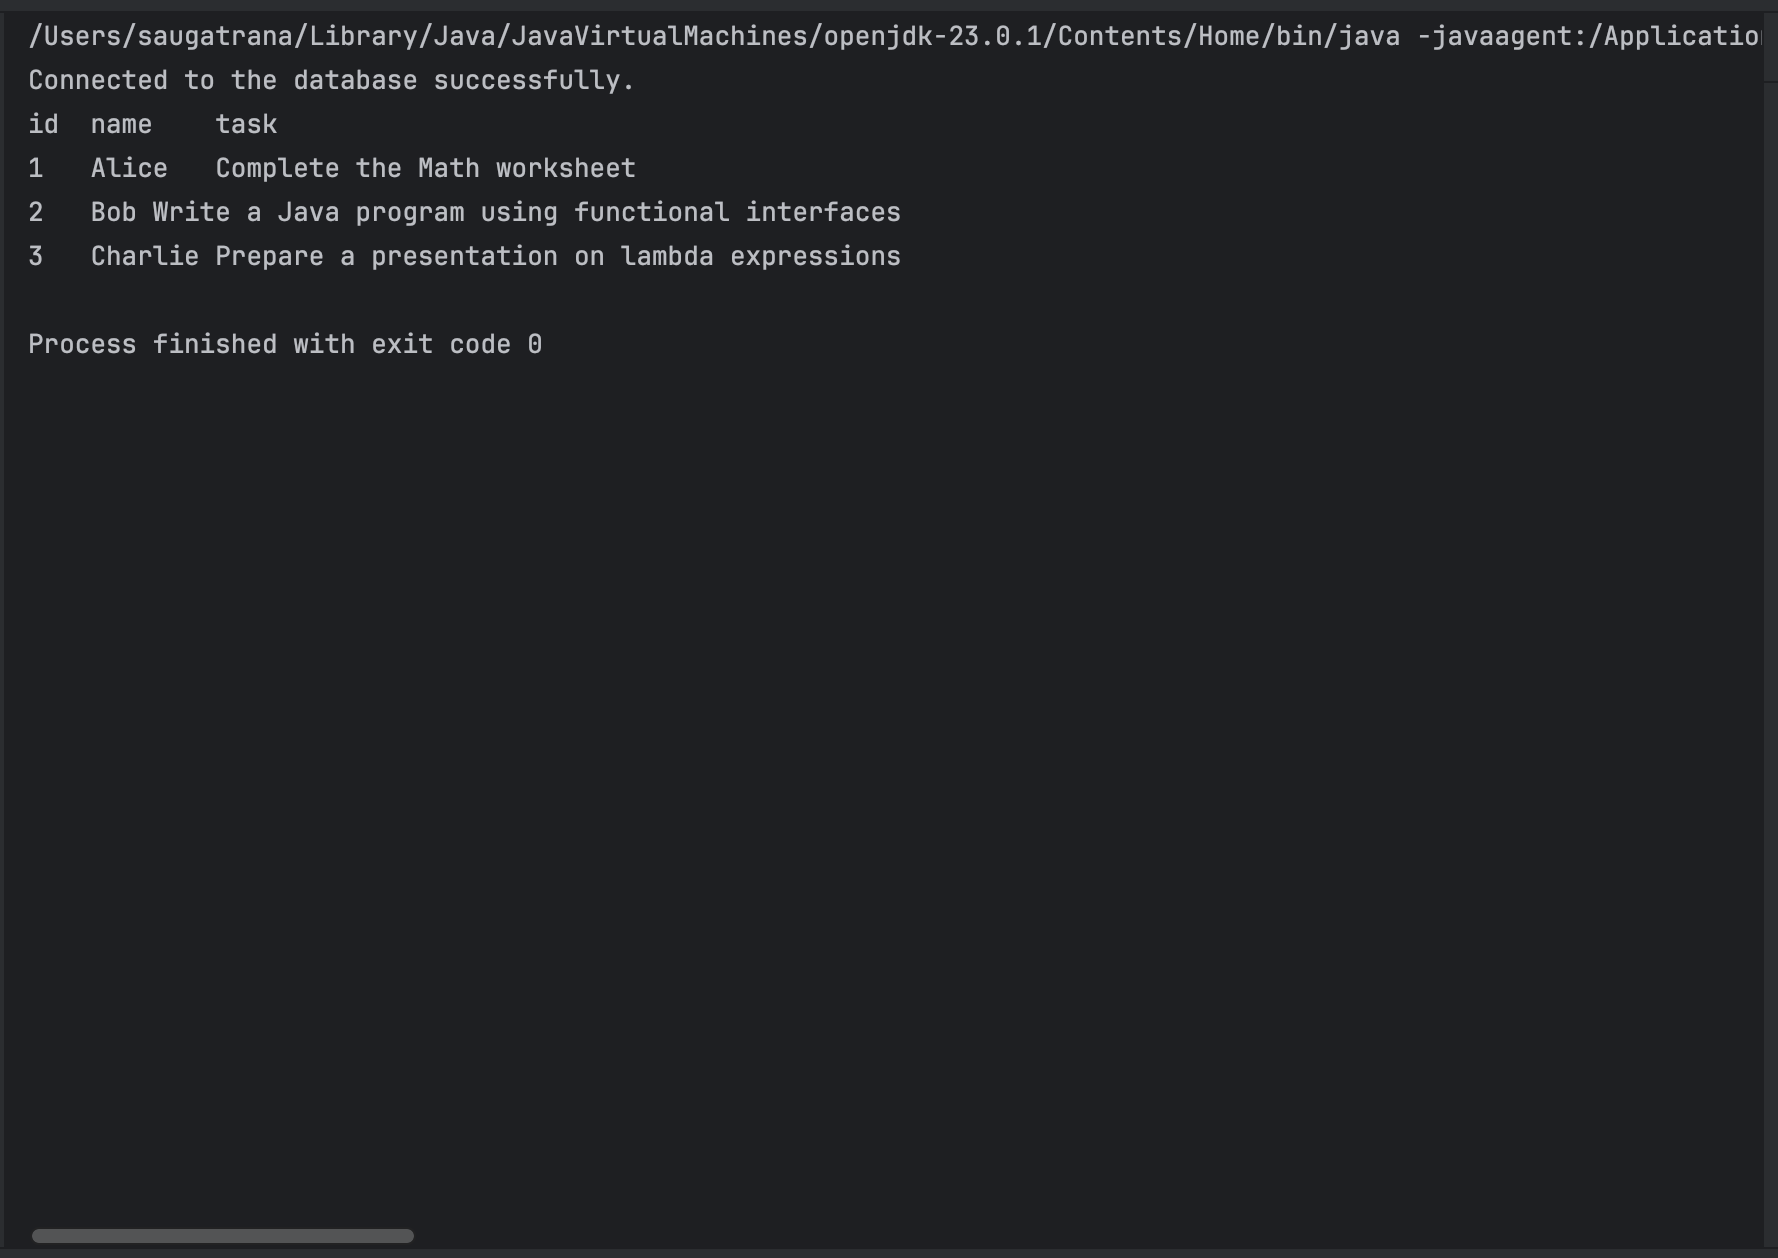 /Users/saugatrana/Library/Java/JavaVirtualMachines/openjdk-23.0.1/Contents/Home/bin/java -javaagent:/Application
Connected to the database successfully.
id  name    task
1   Alice   Complete the Math worksheet
2   Bob Write a Java program using functional interfaces
3   Charlie Prepare a presentation on lambda expressions

Process finished with exit code 0